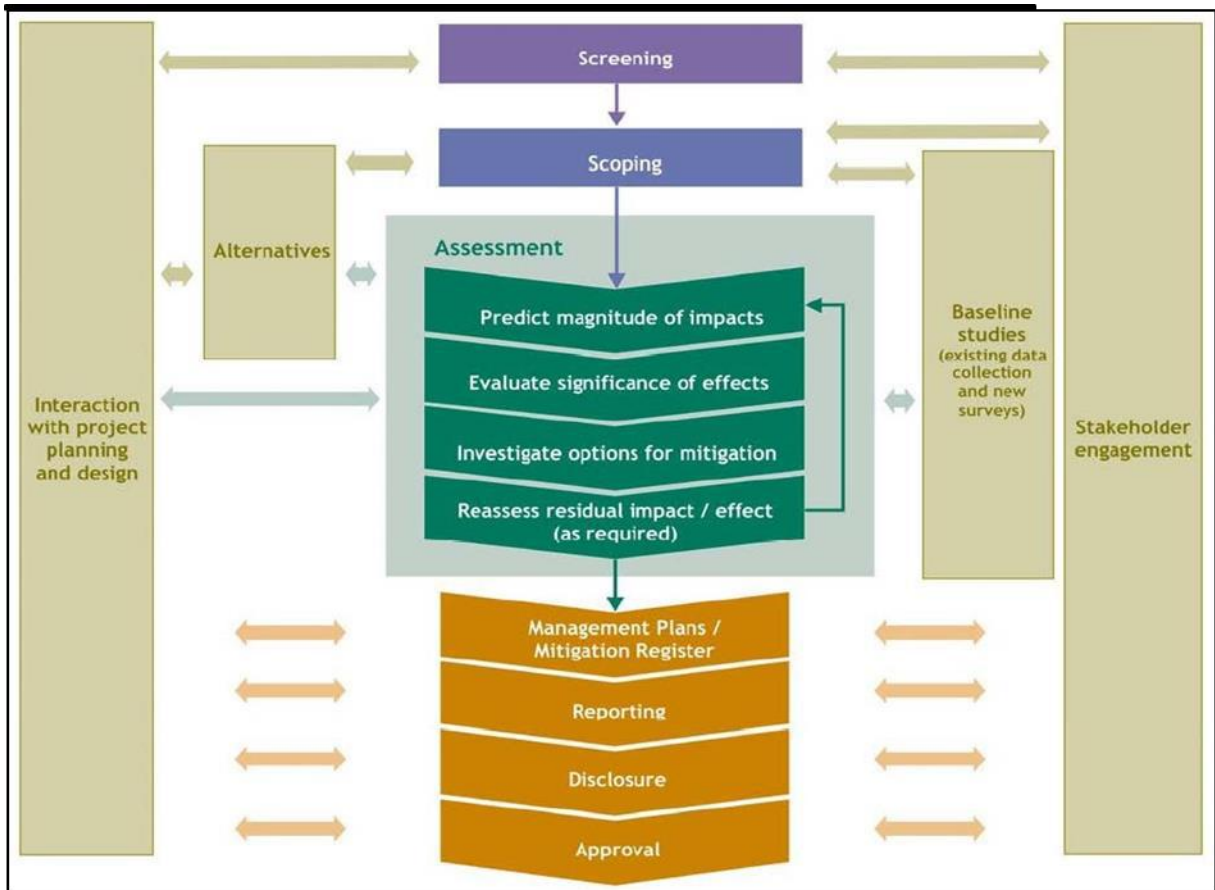 Screening
Scoping
Alternatives
Assessment
Predict magnitude of impacts
Evaluate significance of effects
Investigate options for mitigation
Reassess residual impact / effect
(as required)
Interaction
with project
planning
and design
Baseline
studies
(existing data
collection
and new
surveys)
Stakeholder
engagement
Management Plans /
Mitigation Register
Reporting
Disclosure
Approval